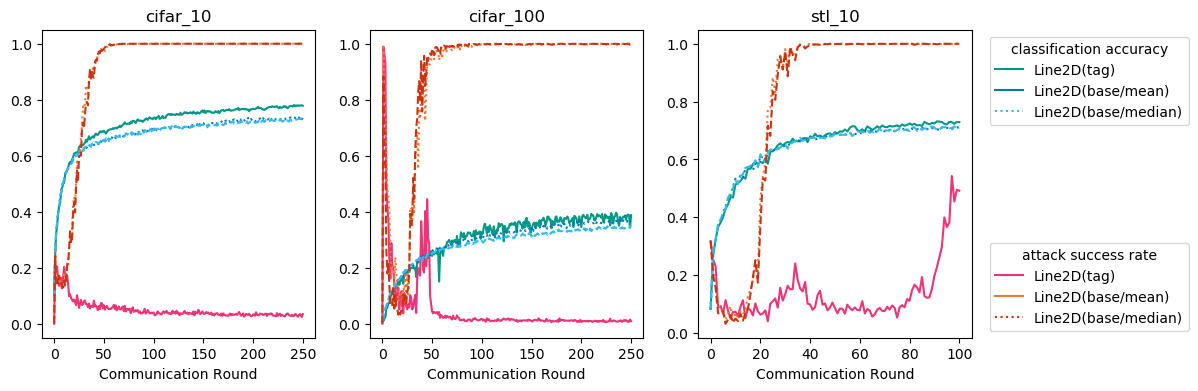 cifar_10
1.0
0.8
0.6
0.4
0.2
0.0
0 50 100 150 200 250
Communication Round
cifar_100
1.0
0.8
0.6
0.4
0.2
0.0
0 50 100 150 200 250
Communication Round
stl_10
1.0
0.8
0.6
0.4
0.2
0.0
0 20 40 60 80 100
Communication Round
classification accuracy
Line2D(tag)
Line2D(base/mean)
Line2D(base/median)
attack success rate
Line2D(tag)
Line2D(base/mean)
Line2D(base/median)